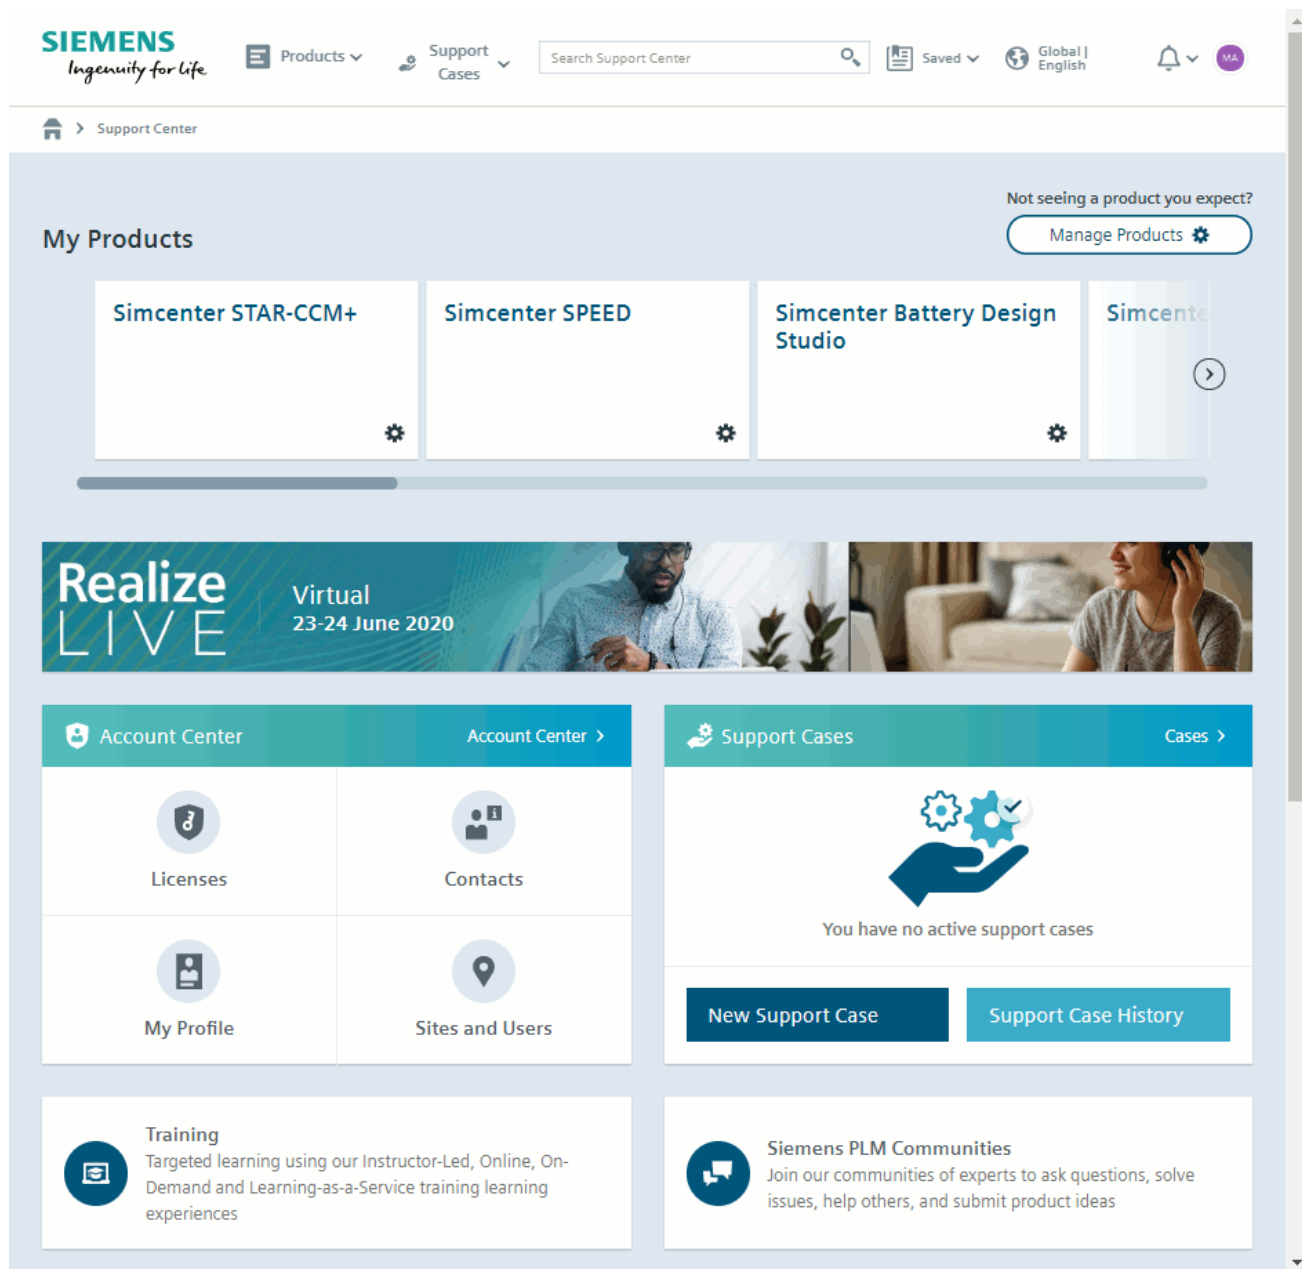 SIEMENS
Ingenuity for life
Products
Support
Cases
Search Support Center
Saved
Global |
English
MA
Support Center
Not seeing a product you expect?
My Products
Manage Products
Simcenter STAR-CCM+
Simcenter SPEED
Simcenter Battery Design
Studio
Simcente
Realize
LIVE
Virtual
23-24 June 2020
Account Center
Account Center
Support Cases
Cases
Licenses
Contacts
You have no active support cases
My Profile
Sites and Users
New Support Case
Support Case History
Training
Targeted learning using our Instructor-Led, Online, On-
Demand and Learning-as-a-Service training learning
experiences
Siemens PLM Communities
Join our communities of experts to ask questions, solve
issues, help others, and submit product ideas